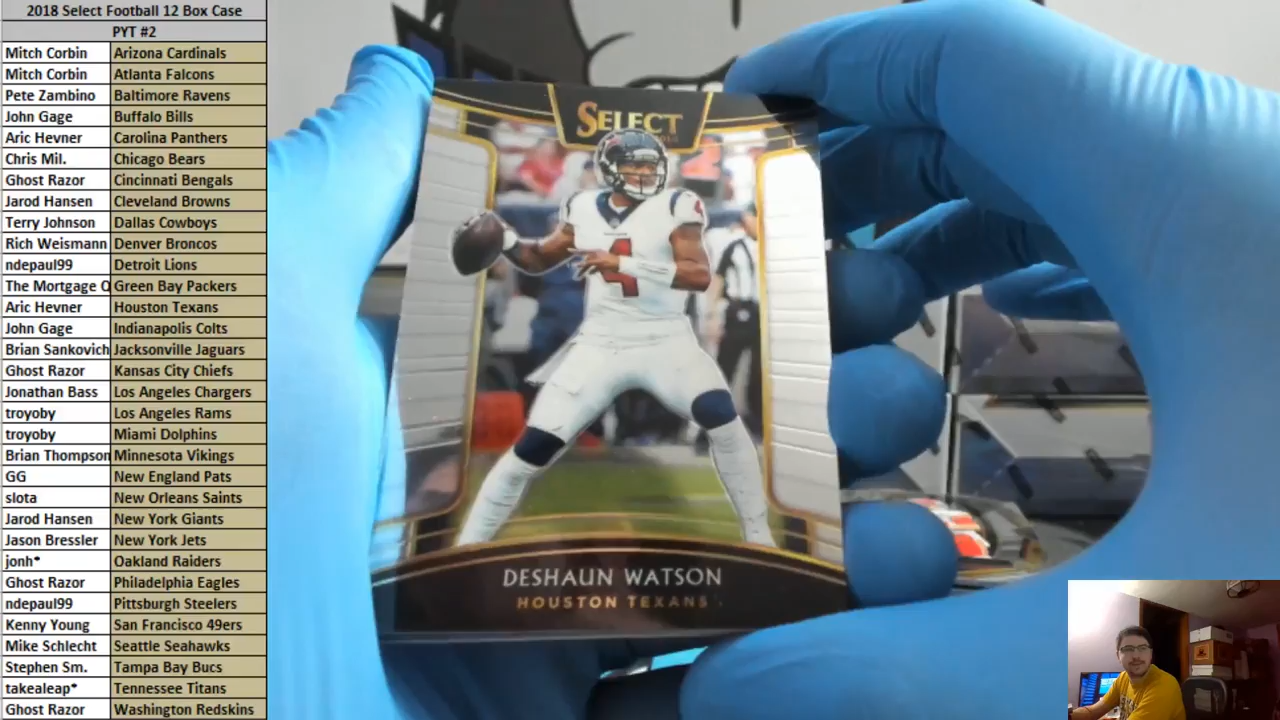 2018 Select Football 12 Box Case
PYT #2
Mitch Corbin Arizona Cardinals
Mitch Corbin Atlanta Falcons
Pete Zambino Baltimore Ravens
John Gage Buffalo Bills
Aric Hevner Carolina Panthers
Chris Mil. Chicago Bears
Ghost Razor Cincinnati Bengals
Jarod Hansen Cleveland Browns
Terry Johnson Dallas Cowboys
Rich Weismann Denver Broncos
ndepaul99 Detroit Lions
The Mortgage Q Green Bay Packers
Aric Hevner Houston Texans
John Gage Indianapolis Colts
Brian Sankovich Jacksonville Jaguars
Ghost Razor Kansas City Chiefs
Jonathan Bass Los Angeles Chargers
troyoby Los Angeles Rams
troyoby Miami Dolphins
Brian Thompson Minnesota Vikings
GG New England Pats
slota New Orleans Saints
Jarod Hansen New York Giants
Jason Bressler New York Jets
jonh* Oakland Raiders
Ghost Razor Philadelphia Eagles
ndepaul99 Pittsburgh Steelers
Kenny Young San Francisco 49ers
Mike Schlecht Seattle Seahawks
Stephen Sm. Tampa Bay Bucs
takealeap* Tennessee Titans
Ghost Razor Washington Redskins
SELECT
2018
4
4
DESHAUN WATSON
HOUSTON TEXANS